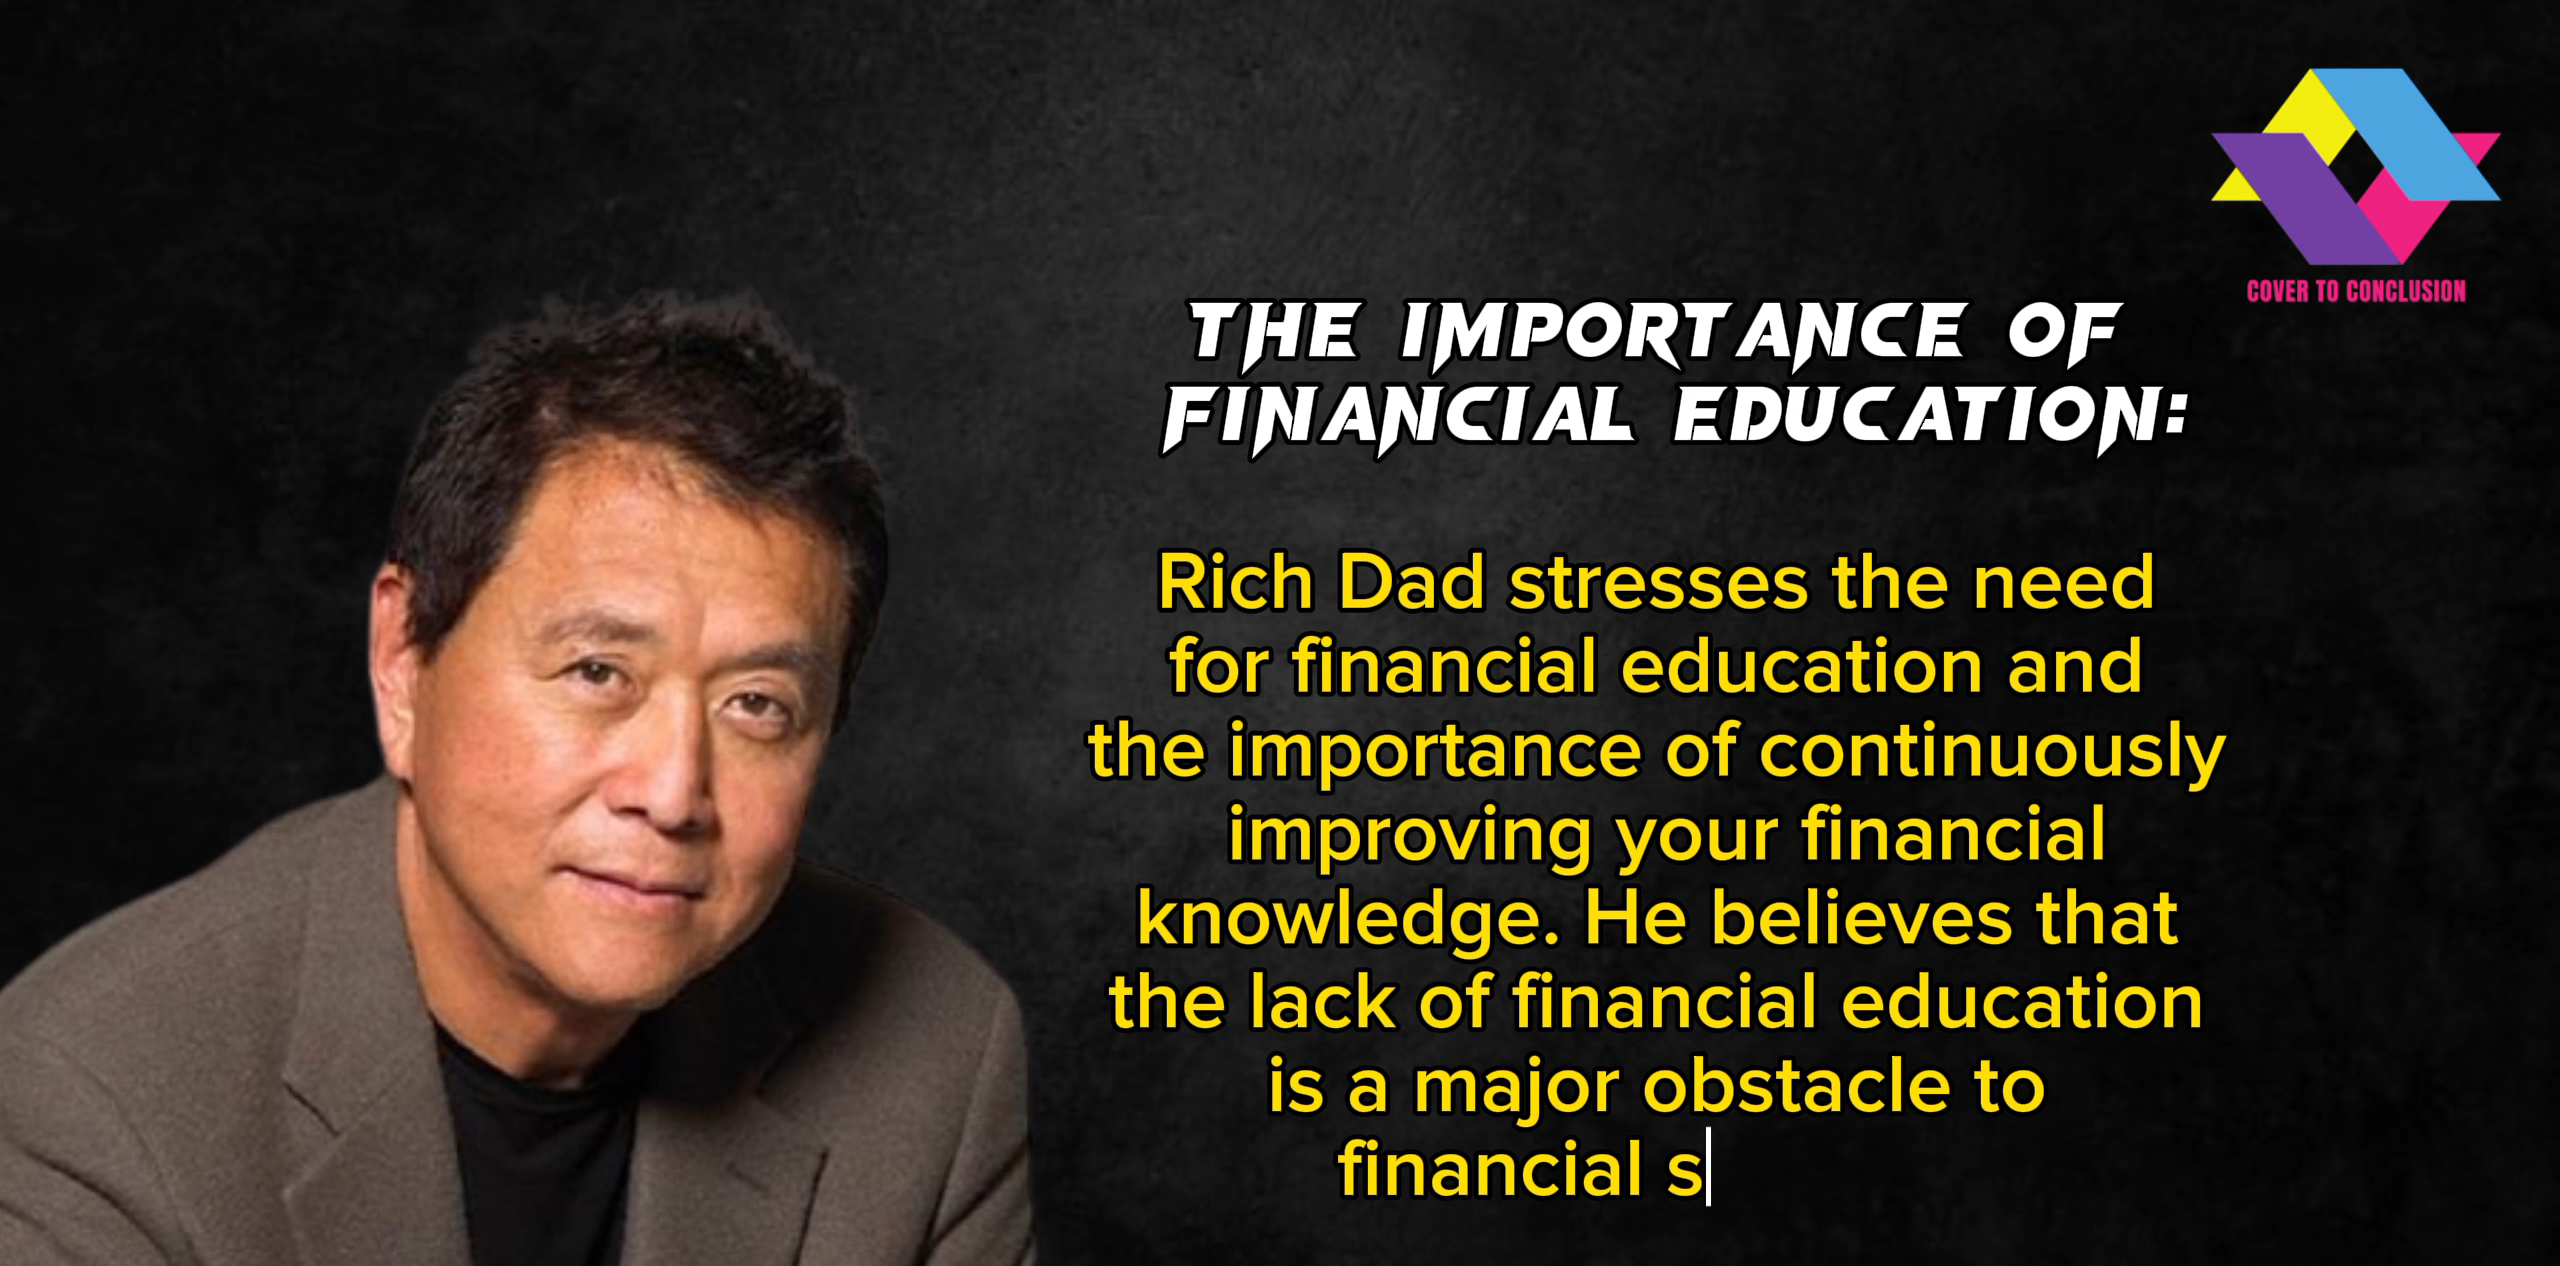 COVER TO CONCLUSION
THE IMPORTANCE OF
FINANCIAL EDUCATION:
Rich Dad stresses the need
for financial education and
the importance of continuously
improving your financial
knowledge. He believes that
the lack of financial education
is a major obstacle to
financial s